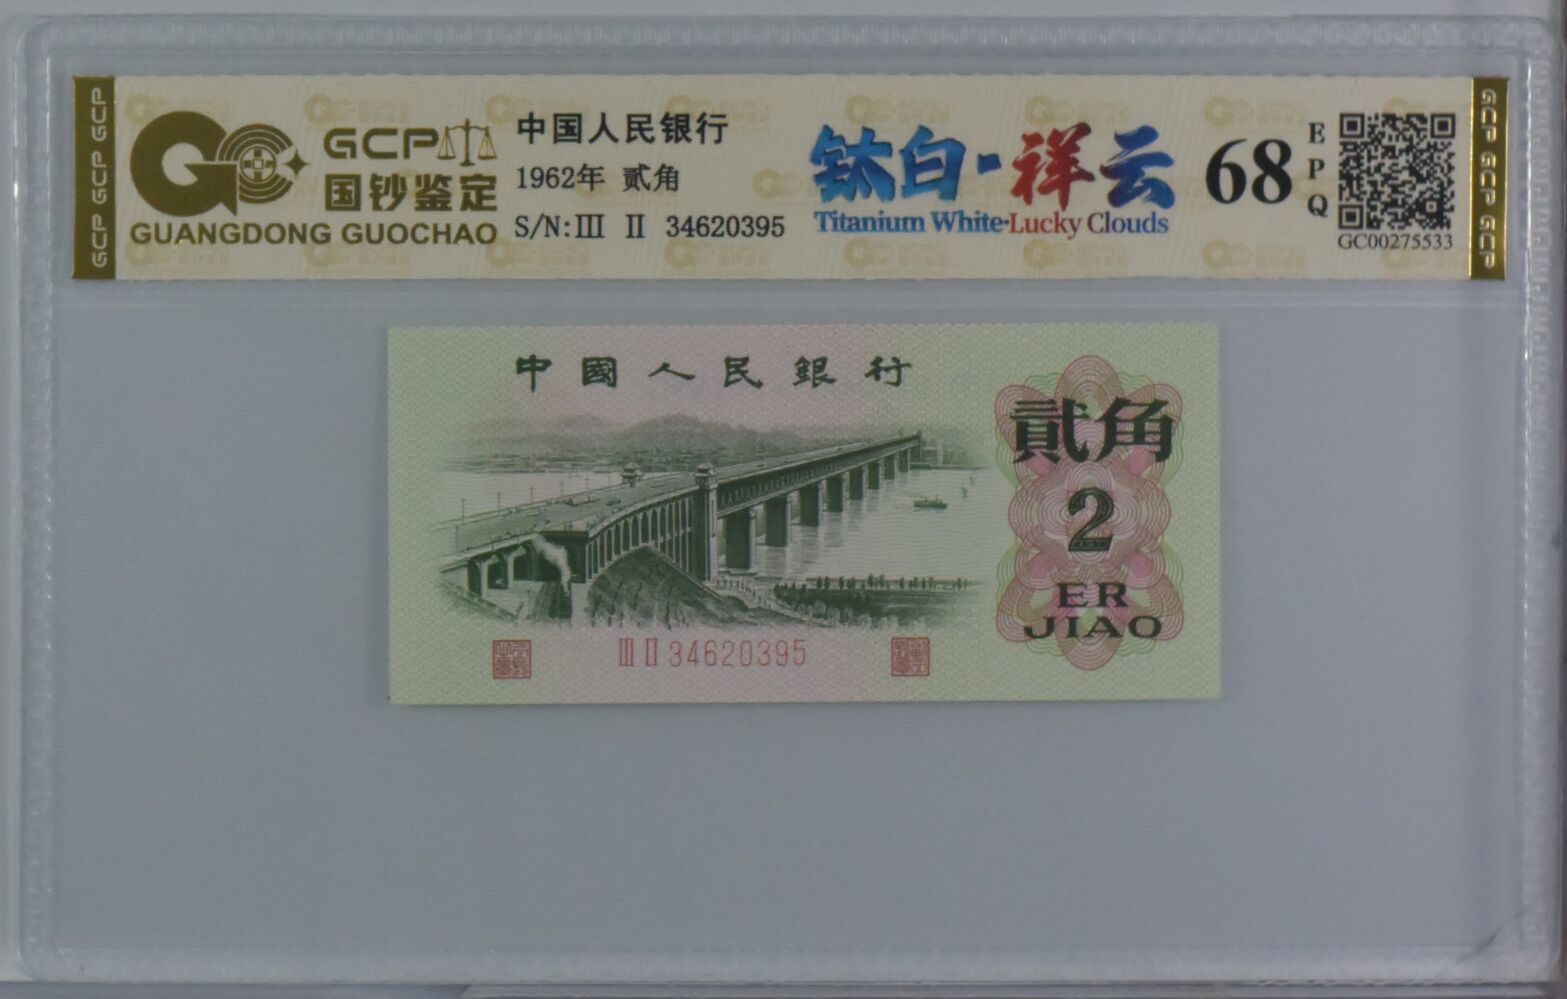 GCP GCP GCP
GCP
国钞鉴定
GUANGDONG GUOCHAO
中国人民银行
1962年 贰角
S/N:Ⅲ Ⅱ 34620395
钛白·祥云
Titanium White·Lucky Clouds
68
EPQ
GC00275533
GCP GCP GCP
中國人民銀行
貳角
2
ER
JIAO
Ⅲ Ⅱ 34620395